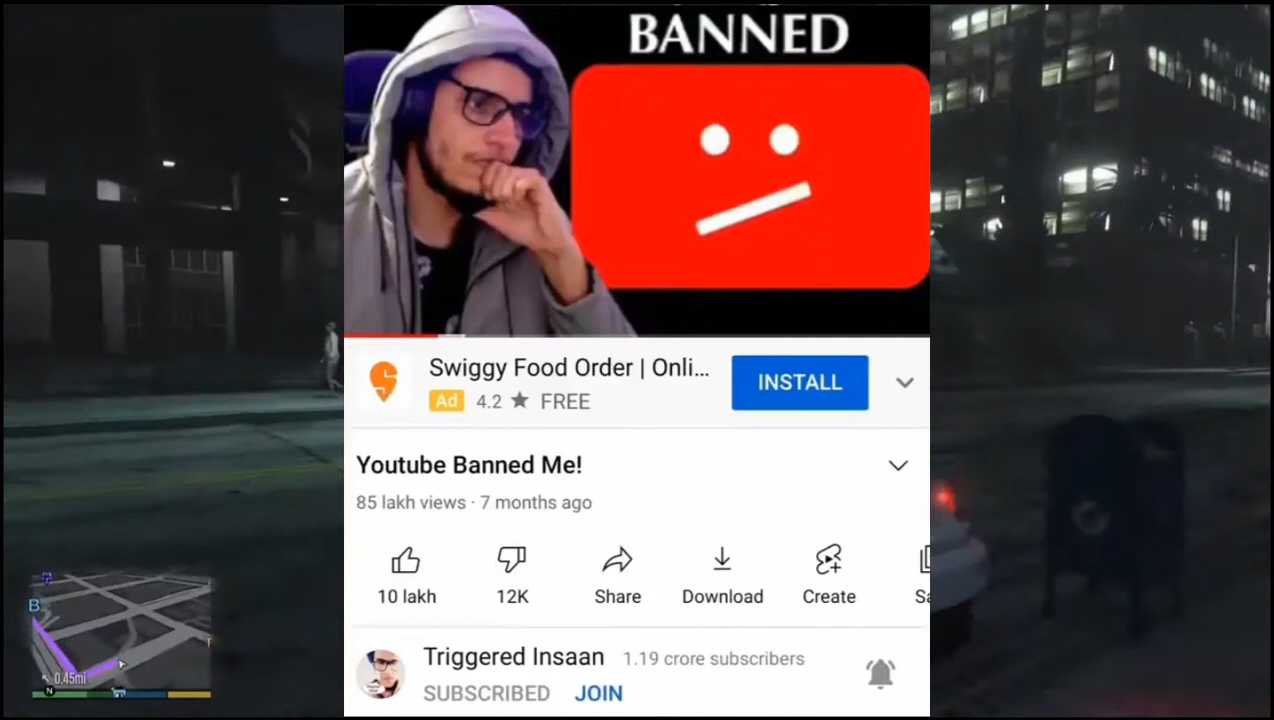 BANNED
Swiggy Food Order | Onli...
INSTALL
Ad 4.2 ★ FREE
Youtube Banned Me!
85 lakh views · 7 months ago
10 lakh
12K
Share
Download
Create
Sa
Triggered Insaan 1.19 crore subscribers
SUBSCRIBED JOIN
B
T
0.45mi
N